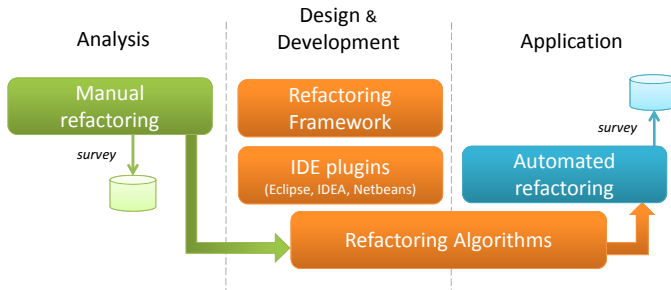 Analysis
Design &
Development
Application
Manual
refactoring
survey
Refactoring
Framework
IDE plugins
(Eclipse, IDEA, Netbeans)
survey
Automated
refactoring
Refactoring Algorithms